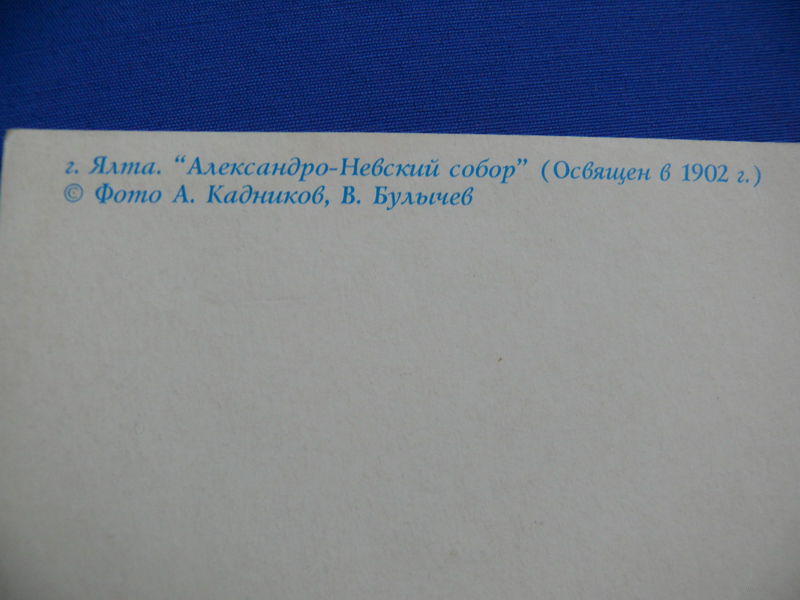 г. Ялта. “Александро-Невский собор” (Освящен в 1902 г.)
© Фото А. Кадников, В. Булычев